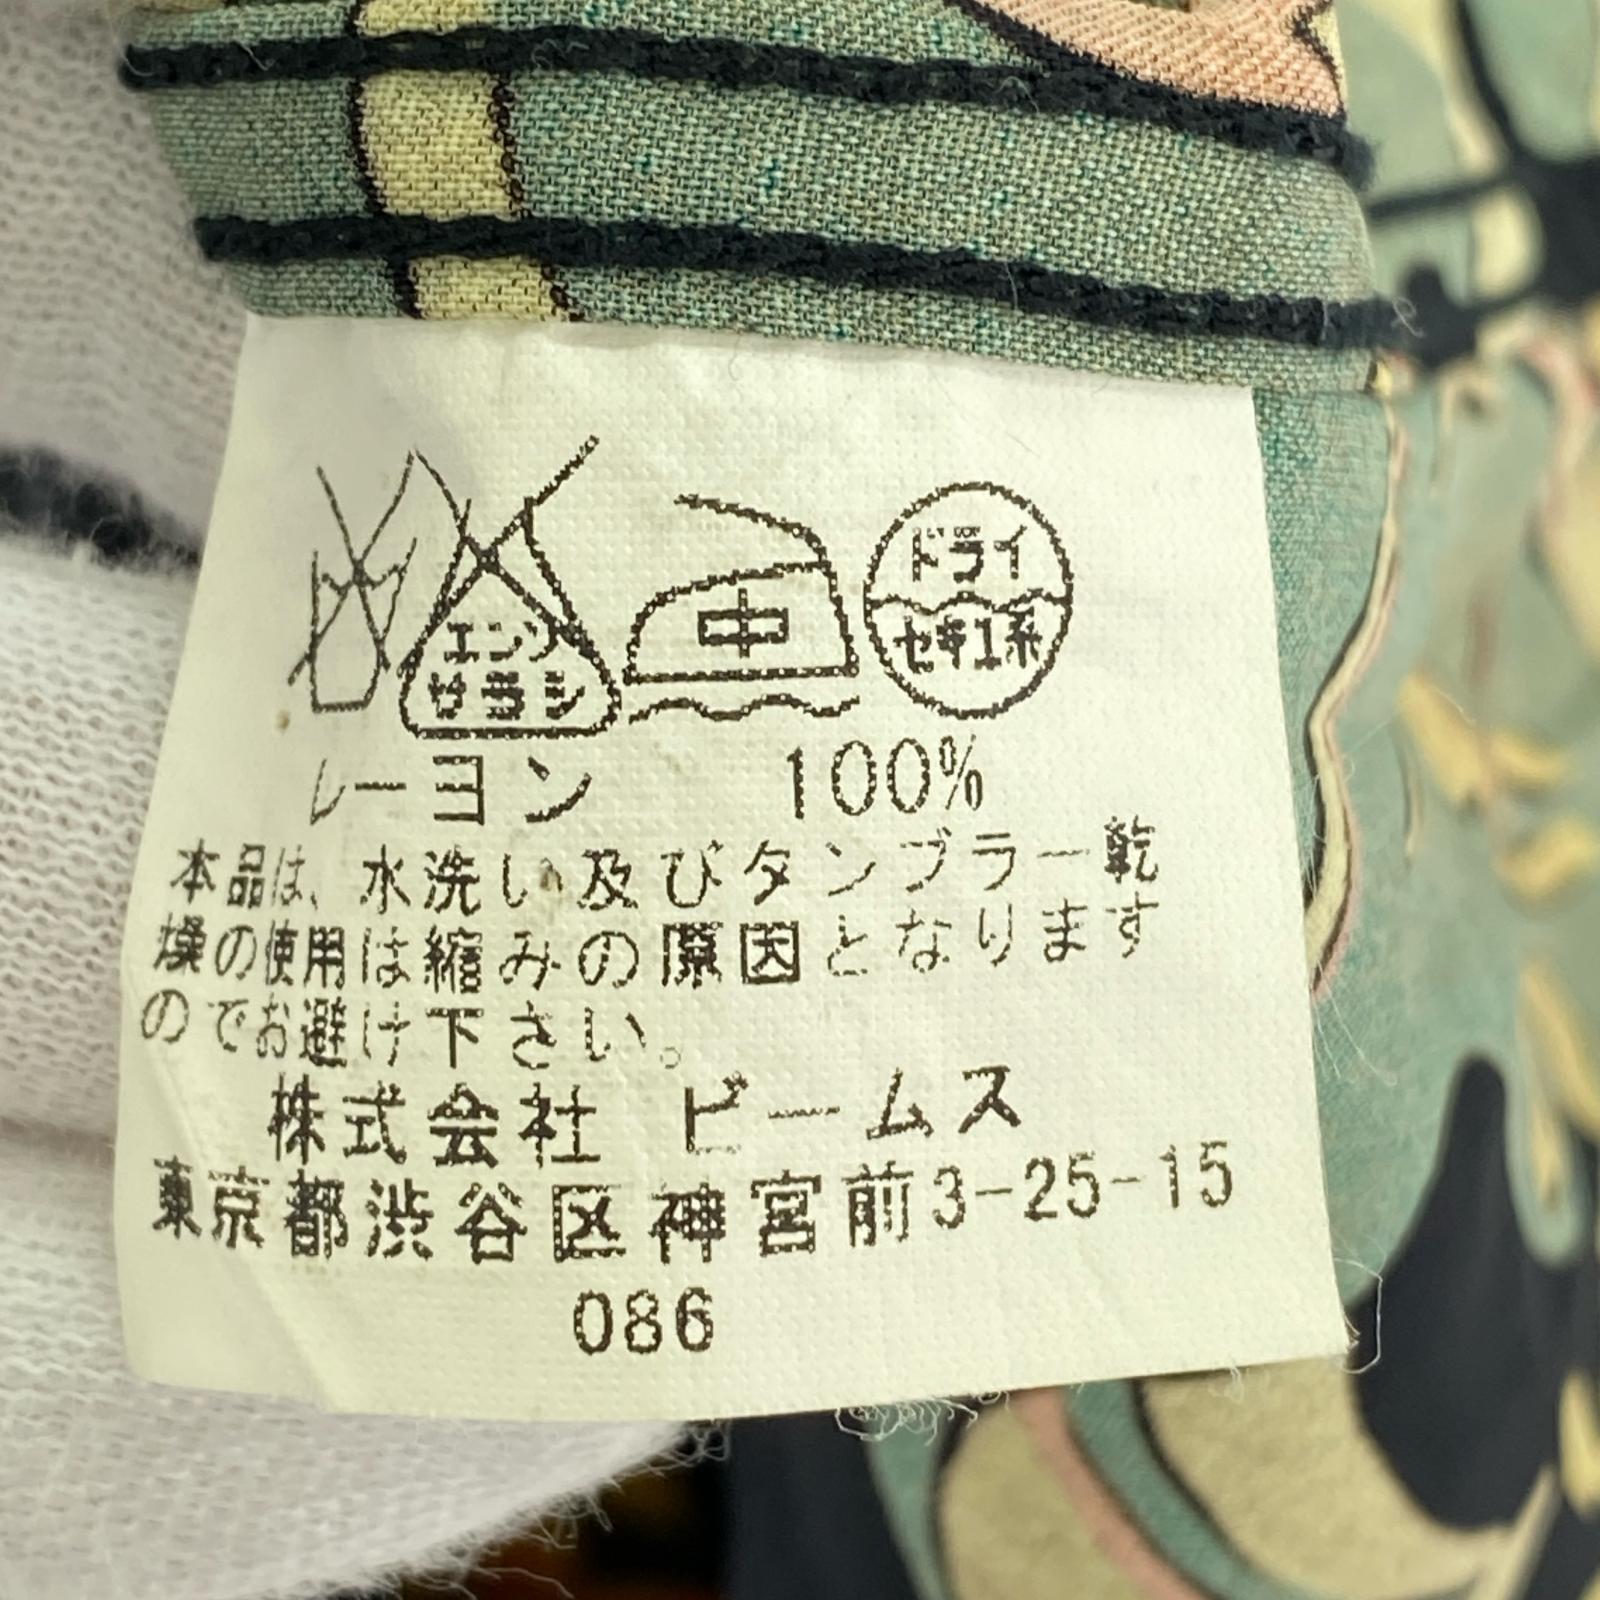 エンソ
サラシ
中
ドライ
セキユ系
レーヨン 100%
本品は、水洗い及びタンブラー乾
燥の使用は縮みの原因となります
のでお避け下さい。
株式会社 ビームス
東京都渋谷区神宮前3-25-15
086